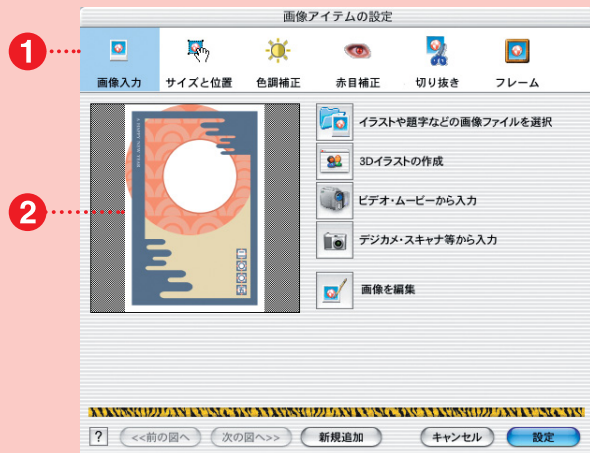 画像アイテムの設定
1
画像入力 サイズと位置 色調補正 赤目補正 切り抜き フレーム
イラストや題字などの画像ファイルを選択
3Dイラストの作成
ビデオ・ムービーから入力
2
デジカメ・スキャナ等から入力
画像を編集
? <<前の図へ 次の図へ>> 新規追加 キャンセル 設定